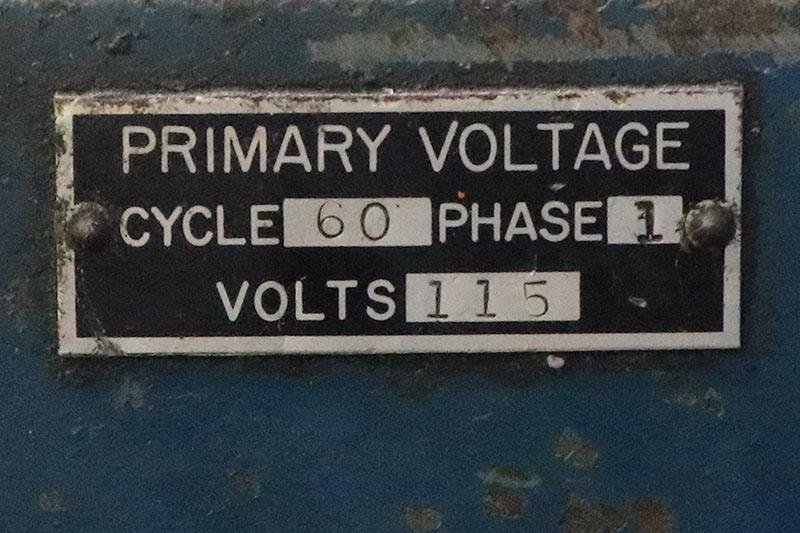 PRIMARY VOLTAGE
CYCLE 60 PHASE 1
VOLTS 115